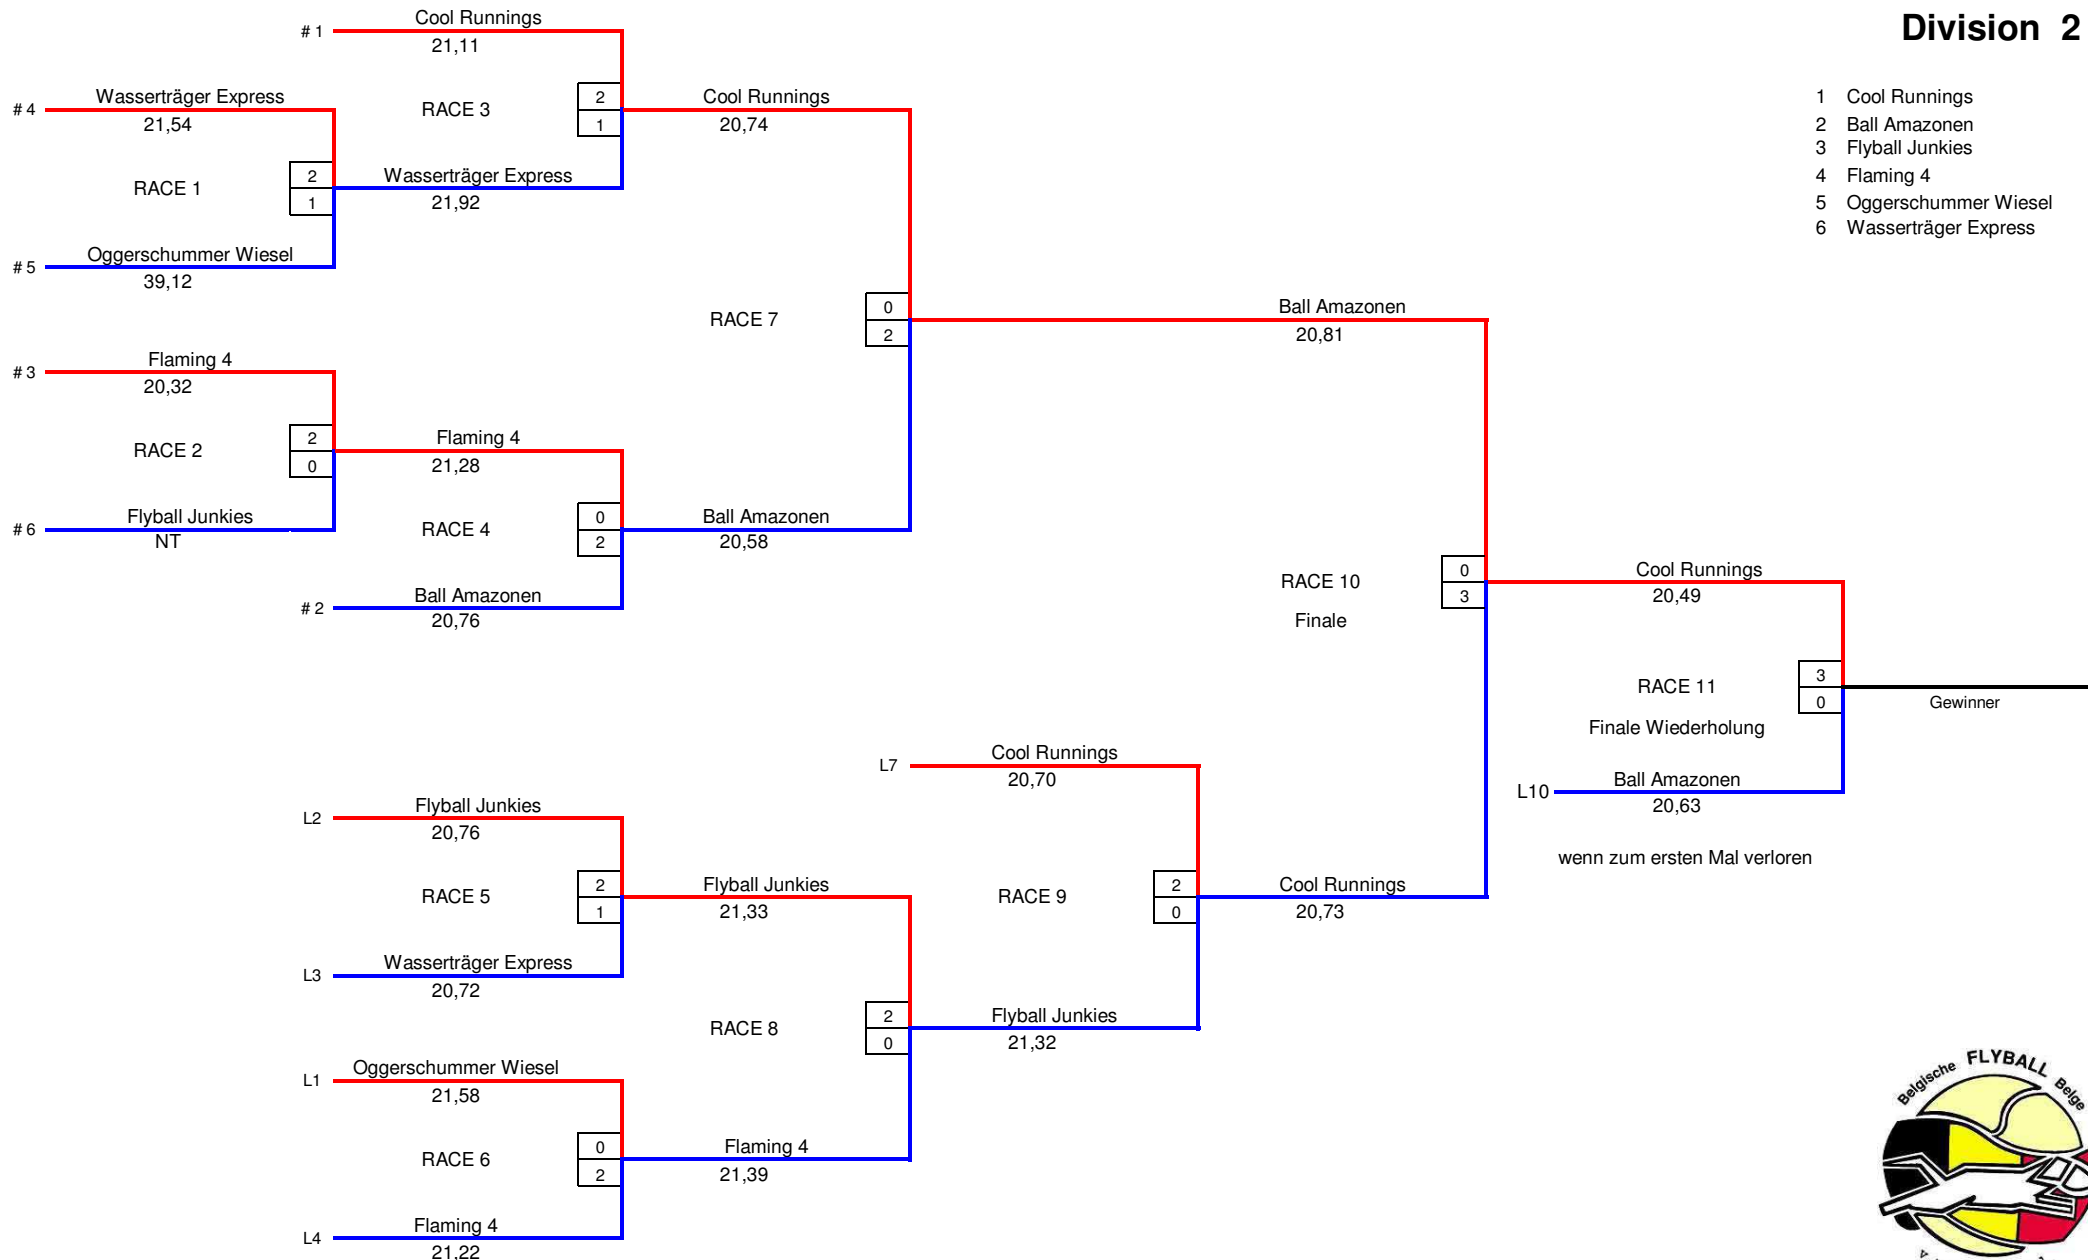 Division 2
1 Cool Runnings
2 Ball Amazonen
3 Flyball Junkies
4 Flaming 4
5 Oggerschummer Wiesel
6 Wasserträger Express
# 1 Cool Runnings
21,11
# 4 Wasserträger Express
21,54
RACE 3
2
1
Cool Runnings
20,74
RACE 1
2
1
Wasserträger Express
21,92
# 5 Oggerschummer Wiesel
39,12
RACE 7
0
2
Ball Amazonen
20,81
# 3 Flaming 4
20,32
RACE 2
2
0
Flaming 4
21,28
# 6 Flyball Junkies
NT
RACE 4
0
2
Ball Amazonen
20,58
# 2 Ball Amazonen
20,76
RACE 10
Finale
0
3
Cool Runnings
20,49
RACE 11
3
0
Gewinner
Finale Wiederholung
L10 Ball Amazonen
20,63
wenn zum ersten Mal verloren
L7 Cool Runnings
20,70
L2 Flyball Junkies
20,76
RACE 5
2
1
Flyball Junkies
21,33
RACE 9
2
0
Cool Runnings
20,73
L3 Wasserträger Express
20,72
RACE 8
2
0
Flyball Junkies
21,32
L1 Oggerschummer Wiesel
21,58
RACE 6
0
2
Flaming 4
21,39
L4 Flaming 4
21,22
Belgische FLYBALL Belge